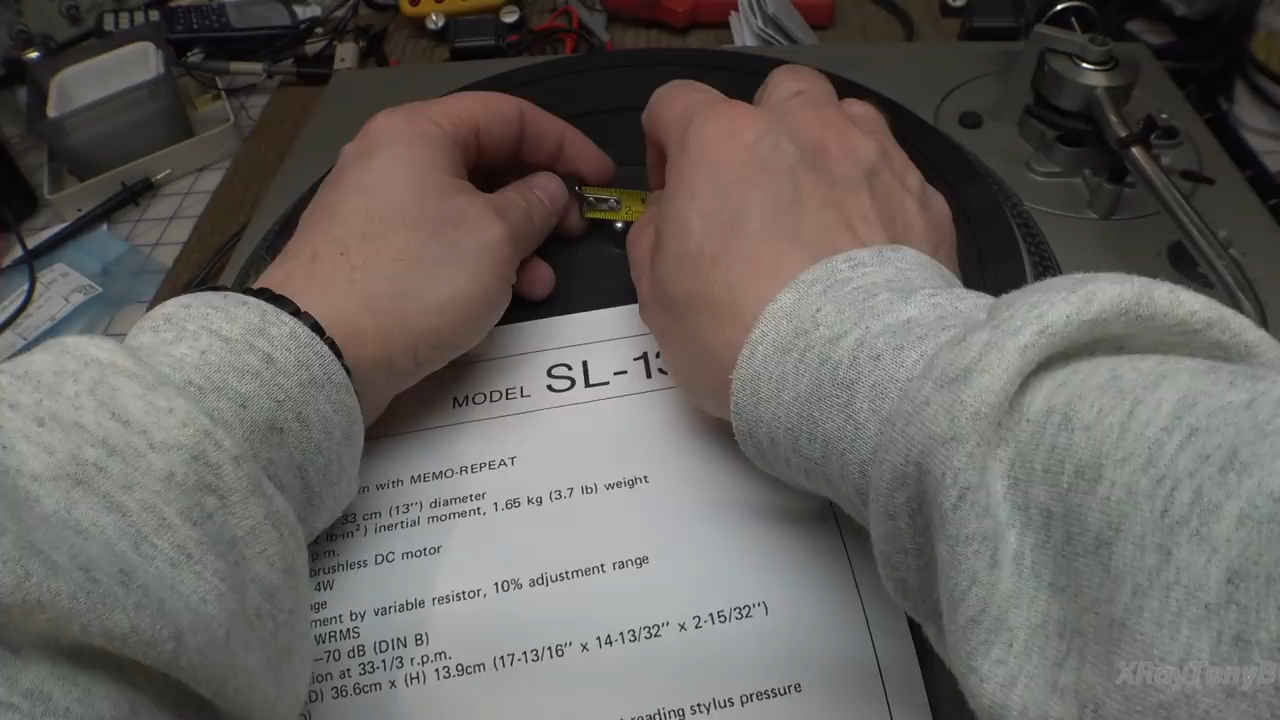 1
2
MODEL SL-13
m with MEMO-REPEAT
33 cm (13'') diameter
lb-in²) inertial moment, 1.65 kg (3.7 lb) weight
p.m.
brushless DC motor
4W
ge
ment by variable resistor, 10% adjustment range
WRMS
–70 dB (DIN B)
ion at 33-1/3 r.p.m.
D) 36.6cm x (H) 13.9cm (17-13/16'' x 14-13/32'' x 2-15/32'')
reading stylus pressure
XRayTonyB